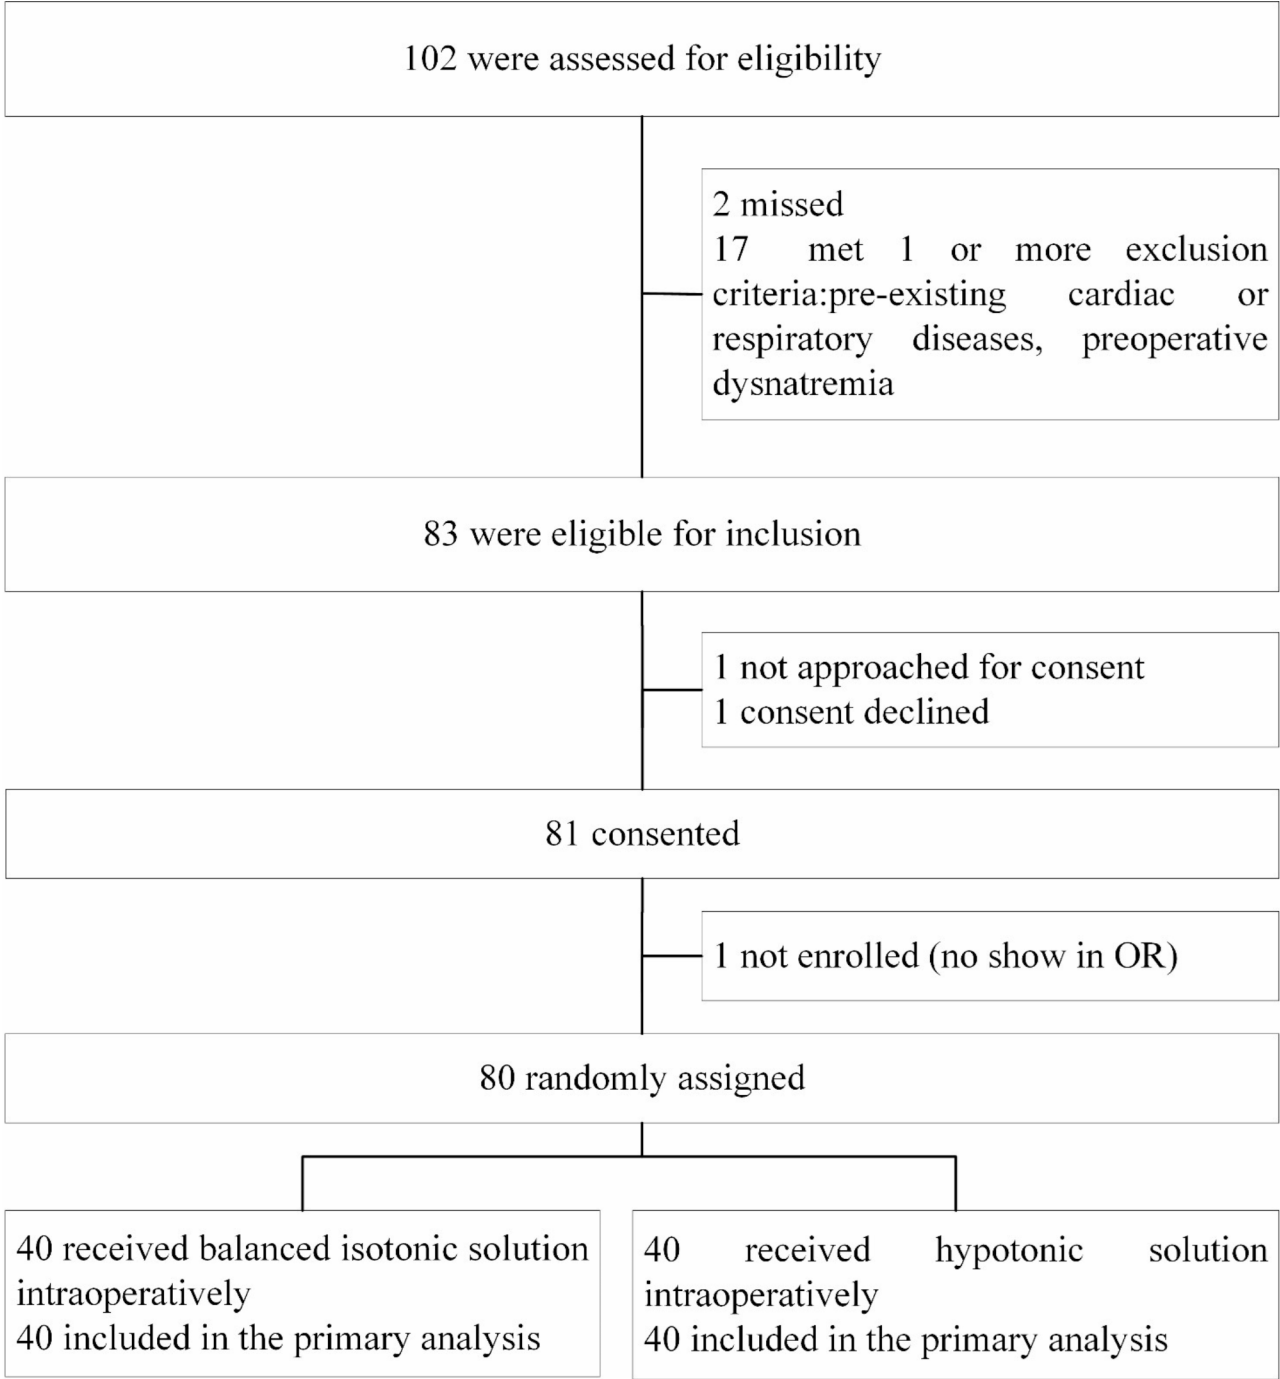 102 were assessed for eligibility
2 missed
17 met 1 or more exclusion
criteria:pre-existing cardiac or
respiratory diseases, preoperative
dysnatremia
83 were eligible for inclusion
1 not approached for consent
1 consent declined
81 consented
1 not enrolled (no show in OR)
80 randomly assigned
40 received balanced isotonic solution
intraoperatively
40 included in the primary analysis
40 received hypotonic solution
intraoperatively
40 included in the primary analysis